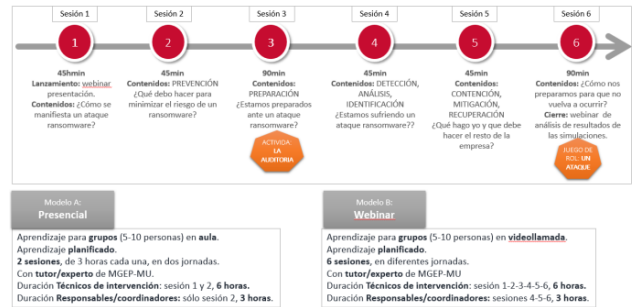 Sesión 1
Sesión 2
Sesión 3
Sesión 4
Sesión 5
Sesión 6
1
2
3
4
5
6
45hmin
Lanzamiento: webinar
presentación.
Contenidos: ¿Cómo se
manifiesta un ataque
ransomware?
45min
Contenidos: PREVENCIÓN
¿Qué debo hacer para
minimizar el riesgo de un
ransomware?
90min
Contenidos:
PREPARACIÓN
¿Estamos preparados
ante un ataque
ransomware?
ACTIVIDA:
LA
AUDITORIA
45min
Contenidos: DETECCIÓN,
ANÁLISIS,
IDENTIFICACIÓN
¿Estamos sufriendo un
ataque ransomware??
45min
Contenidos:
CONTENCIÓN,
MITIGACIÓN,
RECUPERACIÓN
¿Qué hago yo y que debe
hacer el resto de la
empresa?
90min
Contenidos: ¿Cómo nos
preparamos para que no
vuelva a ocurrir?
Cierre: webinar de
análisis de resultados de
las simulaciones.
JUEGO DE
ROL: UN
ATAQUE
Modelo A:
Presencial
Aprendizaje para grupos (5-10 personas) en aula.
Aprendizaje planificado.
2 sesiones, de 3 horas cada una, en dos jornadas.
Con tutor/experto de MGEP-MU.
Duración Técnicos de intervención: sesión 1 y 2, 6 horas.
Duración Responsables/coordinadores: sólo sesión 2, 3 horas.
Modelo B:
Webinar
Aprendizaje para grupos (5-10 personas) en videollamada.
Aprendizaje planificado.
6 sesiones, en diferentes jornadas.
Con tutor/experto de MGEP-MU
Duración Técnicos de intervención: sesión 1-2-3-4-5-6, 6 horas.
Duración Responsables/coordinadores: sesiones 4-5-6, 3 horas.